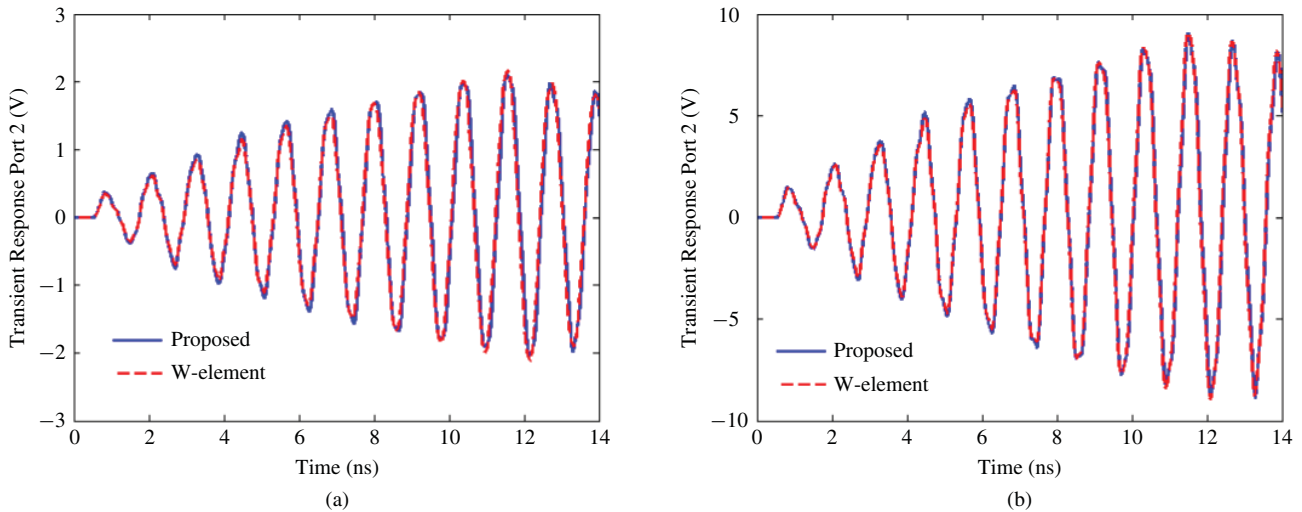 3
2
1
0
−1
−2
−3
Transient Response Port 2 (V)
Proposed
W-element
0 2 4 6 8 10 12 14
Time (ns)
(a)
10
5
0
−5
−10
Transient Response Port 2 (V)
Proposed
W-element
0 2 4 6 8 10 12 14
Time (ns)
(b)